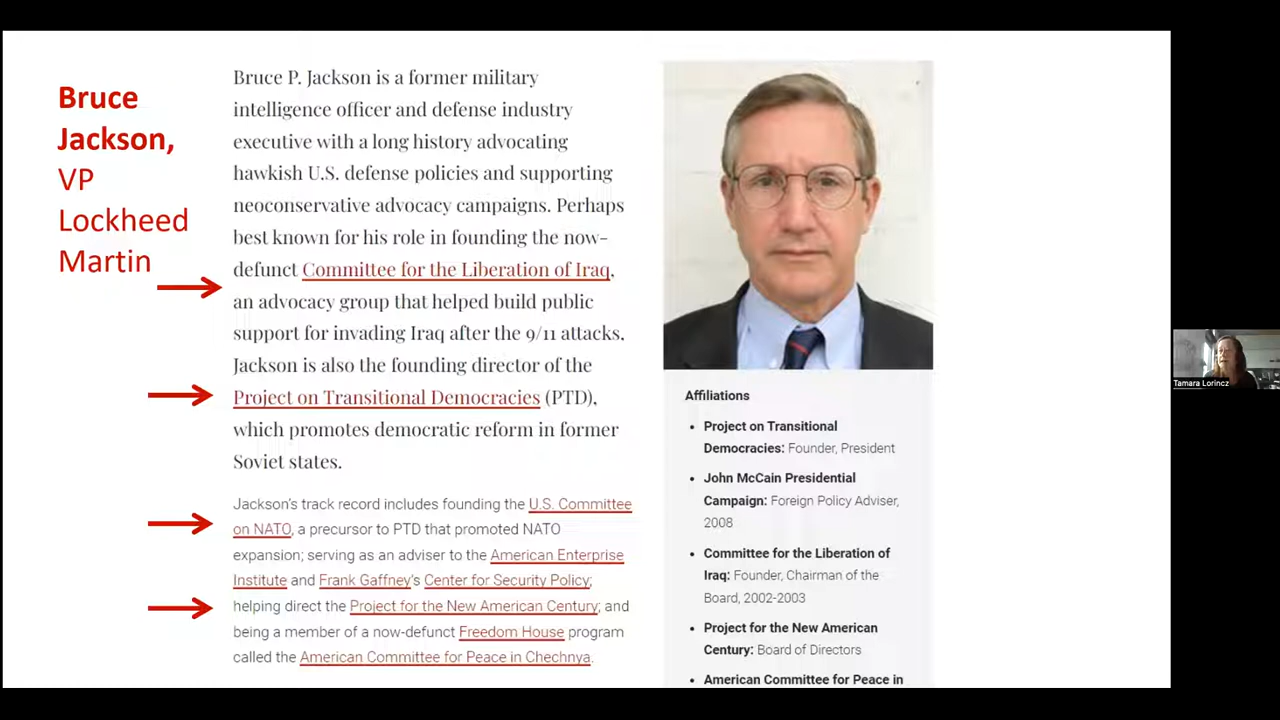 Bruce
Jackson,
VP
Lockheed
Martin
Bruce P. Jackson is a former military
intelligence officer and defense industry
executive with a long history advocating
hawkish U.S. defense policies and supporting
neoconservative advocacy campaigns. Perhaps
best known for his role in founding the now-
defunct Committee for the Liberation of Iraq,
an advocacy group that helped build public
support for invading Iraq after the 9/11 attacks,
Jackson is also the founding director of the
Project on Transitional Democracies (PTD),
which promotes democratic reform in former
Soviet states.
Jackson's track record includes founding the U.S. Committee
on NATO, a precursor to PTD that promoted NATO
expansion; serving as an adviser to the American Enterprise
Institute and Frank Gaffney's Center for Security Policy;
helping direct the Project for the New American Century; and
being a member of a now-defunct Freedom House program
called the American Committee for Peace in Chechnya.
Affiliations
• Project on Transitional
Democracies: Founder, President
• John McCain Presidential
Campaign: Foreign Policy Adviser,
2008
• Committee for the Liberation of
Iraq: Founder, Chairman of the
Board, 2002-2003
• Project for the New American
Century: Board of Directors
• American Committee for Peace in
Tamara Lorincz